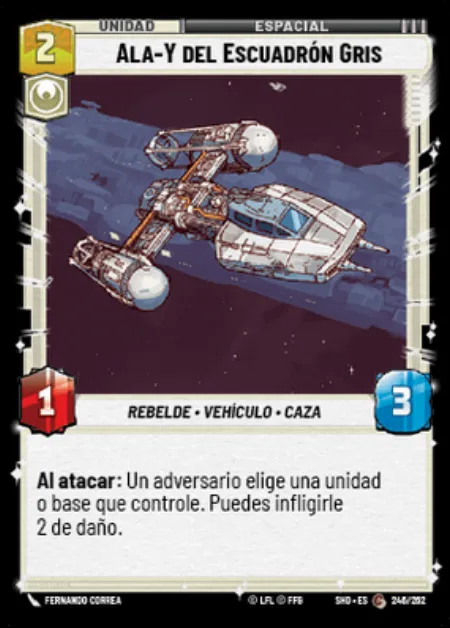 UNIDAD
ESPACIAL
2
ALA-Y DEL ESCUADRÓN GRIS
1
REBELDE • VEHÍCULO • CAZA
3
Al atacar: Un adversario elige una unidad
o base que controle. Puedes infligirle
2 de daño.
FERNANDO CORREA
© LFL © FFG
SHD • ES
C
246/262